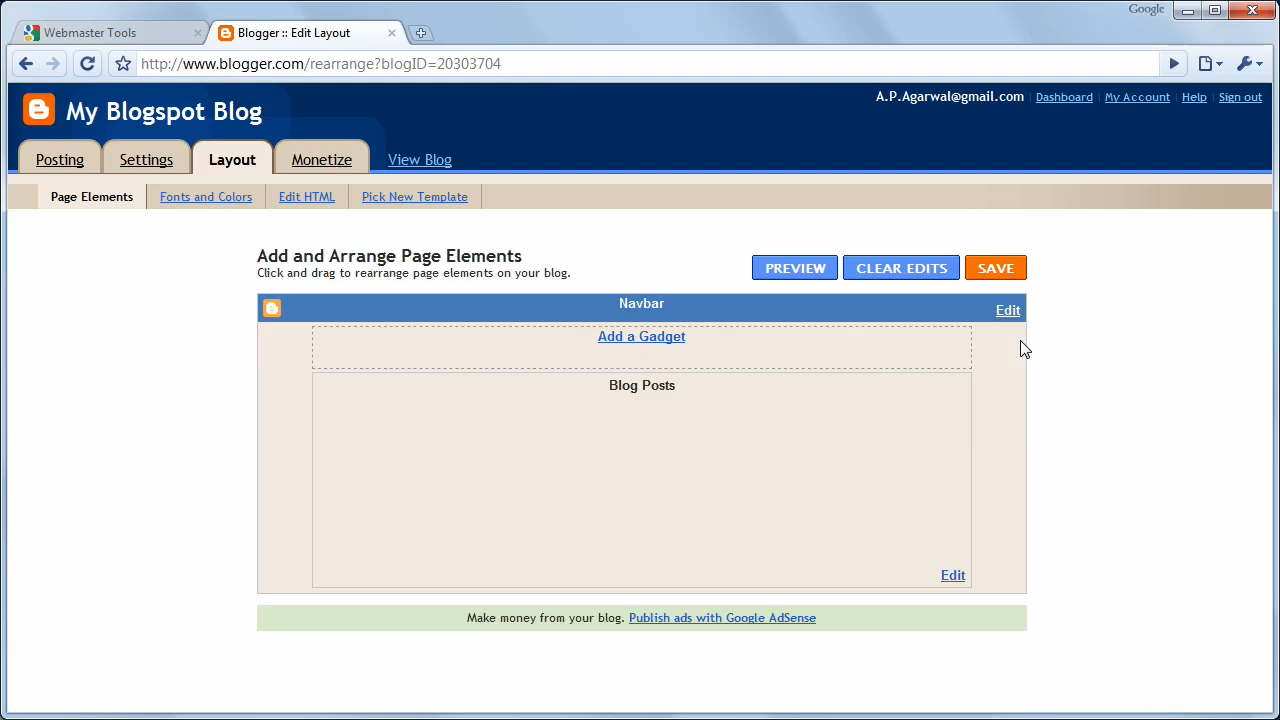 Google
Webmaster Tools
Blogger :: Edit Layout
http://www.blogger.com/rearrange?blogID=20303704
My Blogspot Blog
A.P.Agarwal@gmail.com Dashboard My Account Help Sign out
Posting Settings Layout Monetize View Blog
Page Elements Fonts and Colors Edit HTML Pick New Template
Add and Arrange Page Elements
Click and drag to rearrange page elements on your blog.
PREVIEW CLEAR EDITS SAVE
Navbar
Edit
Add a Gadget
Blog Posts
Edit
Make money from your blog. Publish ads with Google AdSense